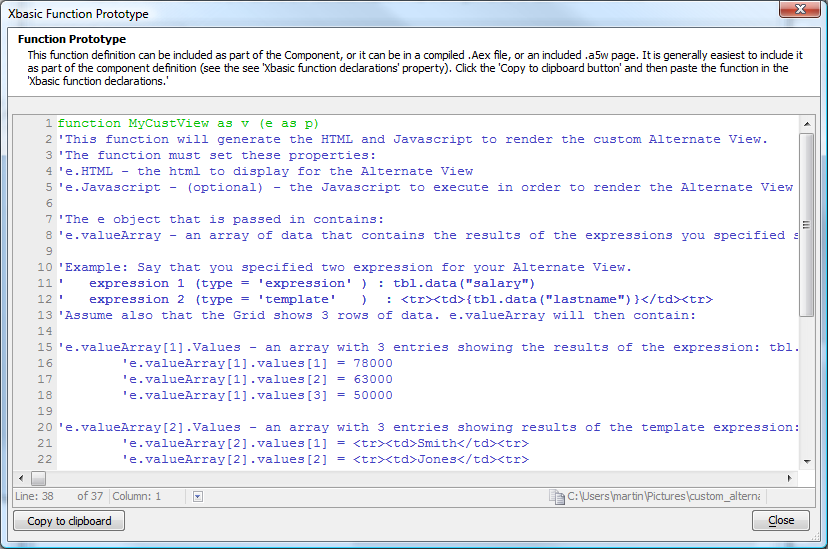 Xbasic Function Prototype
Function Prototype
This function definition can be included as part of the Component, or it can be in a compiled .Aex file, or an included .a5w page. It is generally easiest to include it
as part of the component definition (see the see 'Xbasic function declarations' property). Click the 'Copy to clipboard button' and then paste the function in the
'Xbasic function declarations.'
1 function MyCustView as v (e as p)
2 'This function will generate the HTML and Javascript to render the custom Alternate View.
3 'The function must set these properties:
4 'e.HTML - the html to display for the Alternate View
5 'e.Javascript - (optional) - the Javascript to execute in order to render the Alternate View
6
7 'The e object that is passed in contains:
8 'e.valueArray - an array of data that contains the results of the expressions you specified s
9
10 'Example: Say that you specified two expression for your Alternate View.
11 '   expression 1 (type = 'expression' ) : tbl.data("salary")
12 '   expression 2 (type = 'template'   )  : <tr><td>{tbl.data("lastname")}</td><tr>
13 'Assume also that the Grid shows 3 rows of data. e.valueArray will then contain:
14
15 'e.valueArray[1].Values - an array with 3 entries showing the results of the expression: tbl.
16 'e.valueArray[1].values[1] = 78000
17 'e.valueArray[1].values[2] = 63000
18 'e.valueArray[1].values[3] = 50000
19
20 'e.valueArray[2].Values - an array with 3 entries showing results of the template expression:
21 'e.valueArray[2].values[1] = <tr><td>Smith</td><tr>
22 'e.valueArray[2].values[2] = <tr><td>Jones</td><tr>
Line: 38 of 37 Column: 1 C:\Users\martin\Pictures\custom_alterna
Copy to clipboard Close